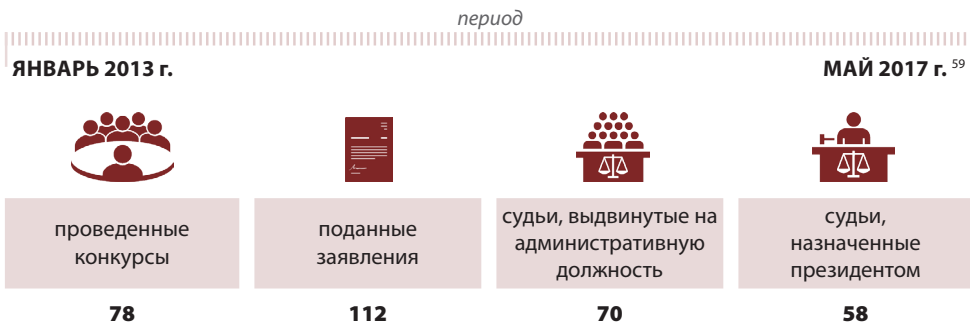 период
ЯНВАРЬ 2013 г.
МАЙ 2017 г. 59
проведенные
конкурсы
поданные
заявления
судьи, выдвинутые на
административную
должность
судьи,
назначенные
президентом
78
112
70
58